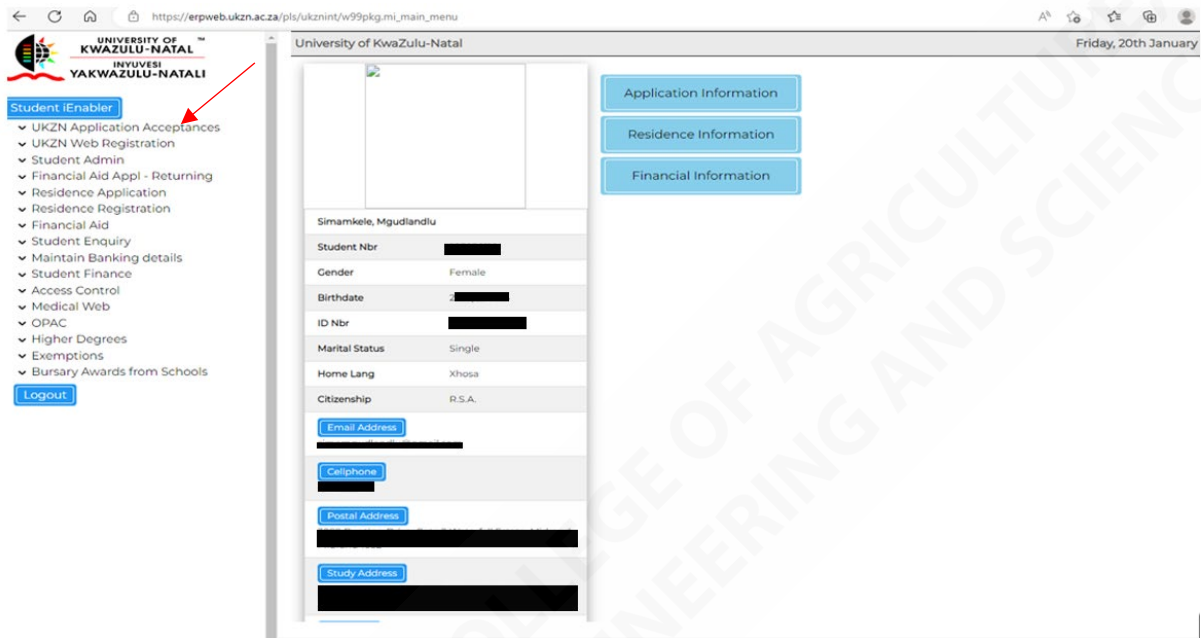 https://erpweb.ukzn.ac.za/pls/ukznint/w99pkg.mi_main_menu
UNIVERSITY OF ™
KWAZULU-NATAL
INYUVESI
YAKWAZULU-NATALI
University of KwaZulu-Natal
Friday, 20th January
Student iEnabler
UKZN Application Acceptances
UKZN Web Registration
Student Admin
Financial Aid Appl - Returning
Residence Application
Residence Registration
Financial Aid
Student Enquiry
Maintain Banking details
Student Finance
Access Control
Medical Web
OPAC
Higher Degrees
Exemptions
Bursary Awards from Schools
Logout
Simamkele, Mgudlandlu
Student Nbr
Gender Female
Birthdate 2
ID Nbr
Marital Status Single
Home Lang Xhosa
Citizenship R.S.A.
Email Address
Cellphone
Postal Address
Study Address
Application Information
Residence Information
Financial Information
COLLEGE OF AGRICULTURE
ENGINEERING AND SCIENC